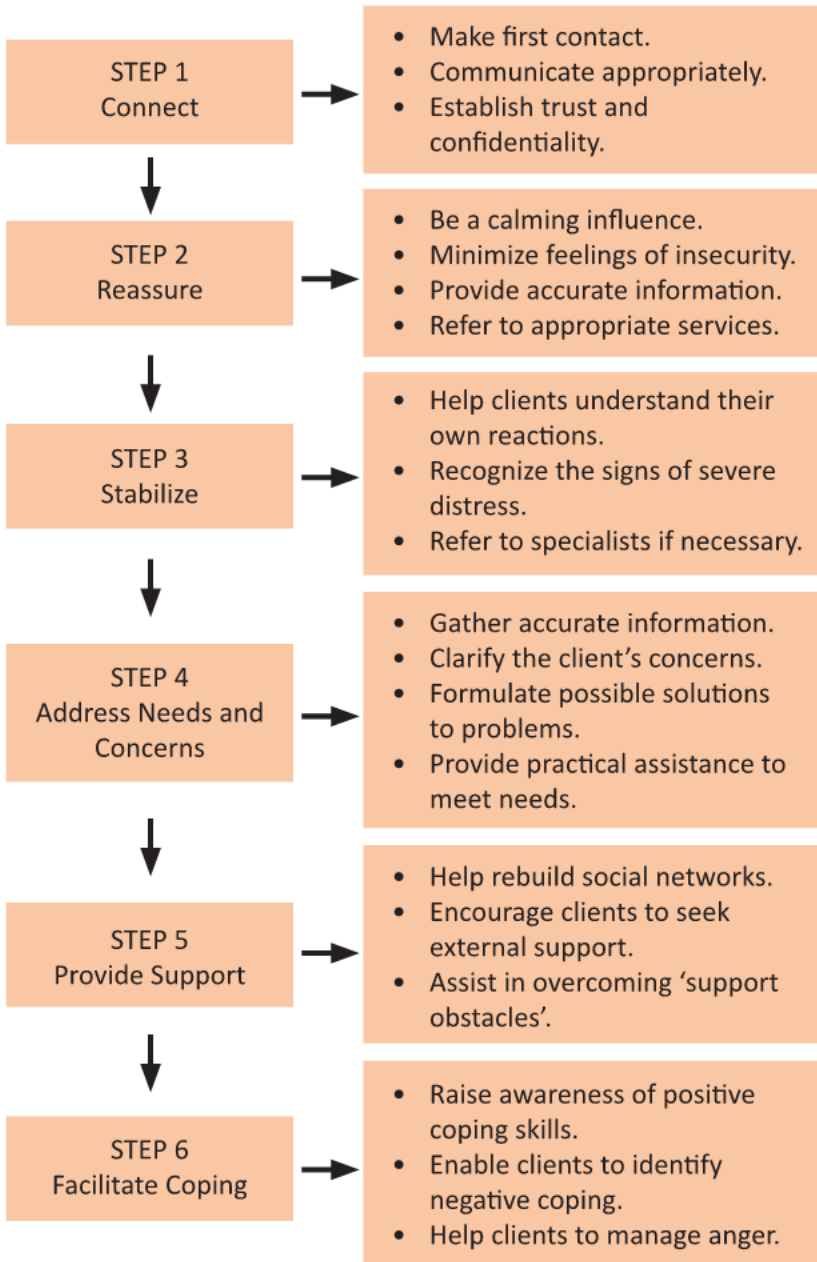 STEP 1
Connect
• Make first contact.
• Communicate appropriately.
• Establish trust and
confidentiality.
STEP 2
Reassure
• Be a calming influence.
• Minimize feelings of insecurity.
• Provide accurate information.
• Refer to appropriate services.
STEP 3
Stabilize
• Help clients understand their
own reactions.
• Recognize the signs of severe
distress.
• Refer to specialists if necessary.
STEP 4
Address Needs and
Concerns
• Gather accurate information.
• Clarify the client’s concerns.
• Formulate possible solutions
to problems.
• Provide practical assistance to
meet needs.
STEP 5
Provide Support
• Help rebuild social networks.
• Encourage clients to seek
external support.
• Assist in overcoming ‘support
obstacles’.
STEP 6
Facilitate Coping
• Raise awareness of positive
coping skills.
• Enable clients to identify
negative coping.
• Help clients to manage anger.